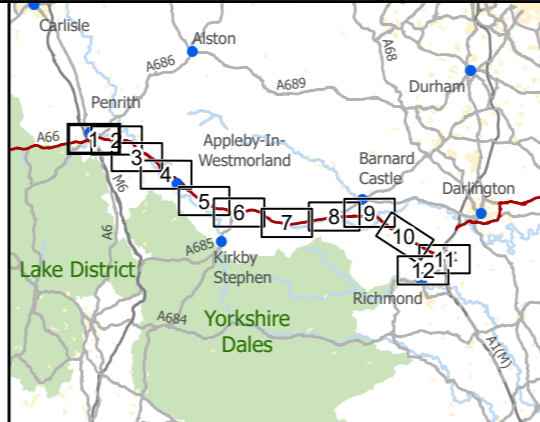 Carlisle
Alston
A686
A68
A689
Durham
Penrith
A66
Appleby-In-
Westmorland
Barnard
Castle
Darlington
1
2
3
4
5
6
7
8
9
10
11
12
M6
A6
A685
Kirkby
Stephen
Lake District
Richmond
A684
Yorkshire
Dales
A1(M)